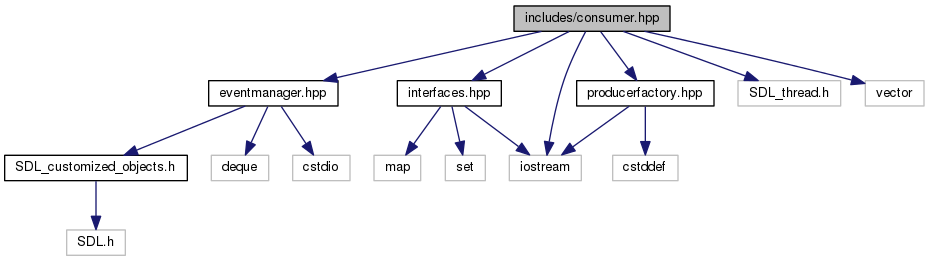 includes/consumer.hpp
eventmanager.hpp
interfaces.hpp
producerfactory.hpp
SDL_thread.h
vector
SDL_customized_objects.h
deque
cstdio
map
set
iostream
cstddef
SDL.h